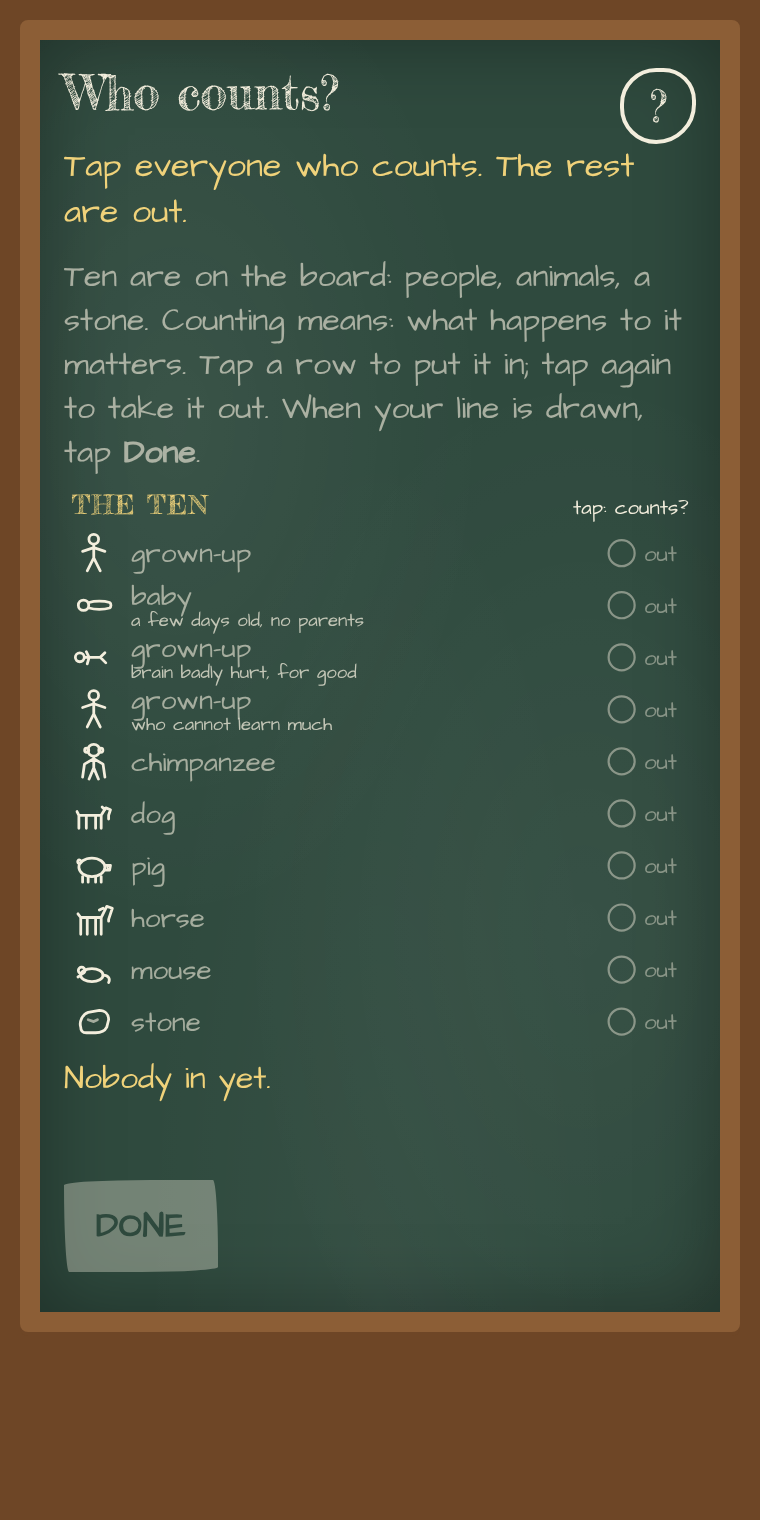 Who counts?
?
Tap everyone who counts. The rest
are out.
Ten are on the board: people, animals, a
stone. Counting means: what happens to it
matters. Tap a row to put it in; tap again
to take it out. When your line is drawn,
tap Done.
THE TEN tap: counts?
grown-up out
baby out
a few days old, no parents
grown-up out
brain badly hurt, for good
grown-up out
who cannot learn much
chimpanzee out
dog out
pig out
horse out
mouse out
stone out
Nobody in yet.
DONE